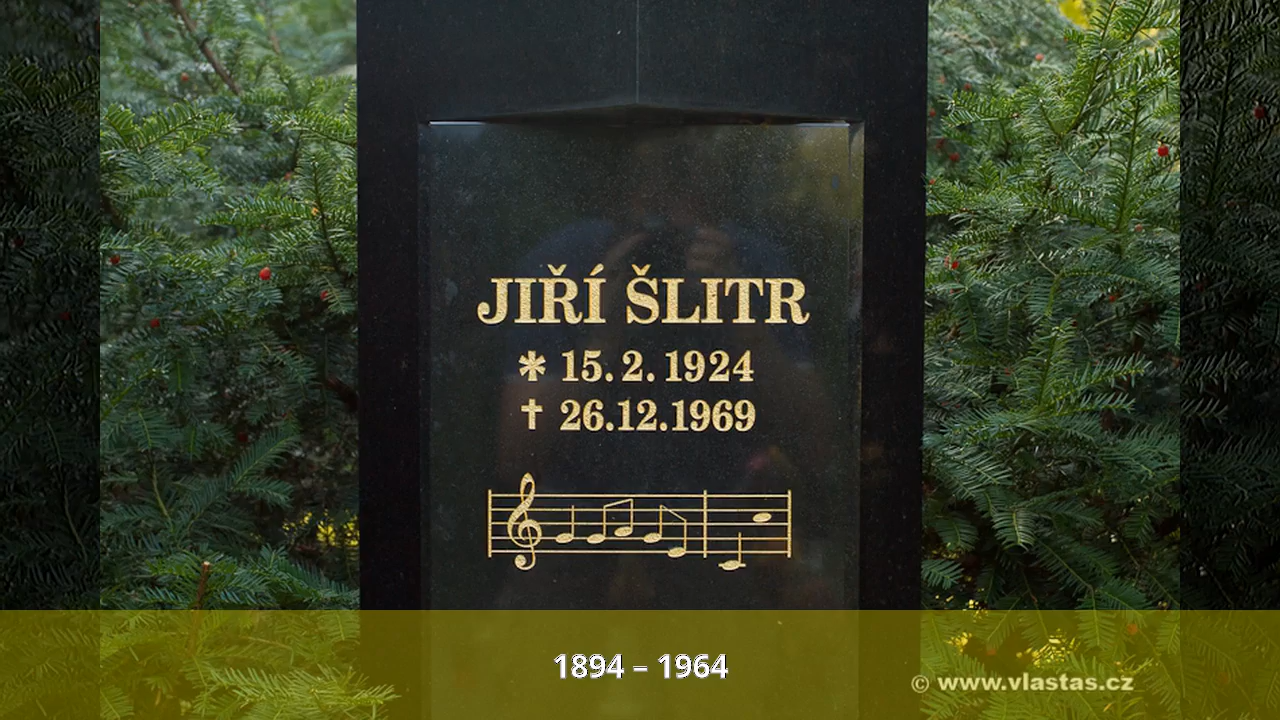 JIŘÍ ŠLITR
* 15. 2. 1924
† 26.12.1969
1894 – 1964
© www.vlastas.cz